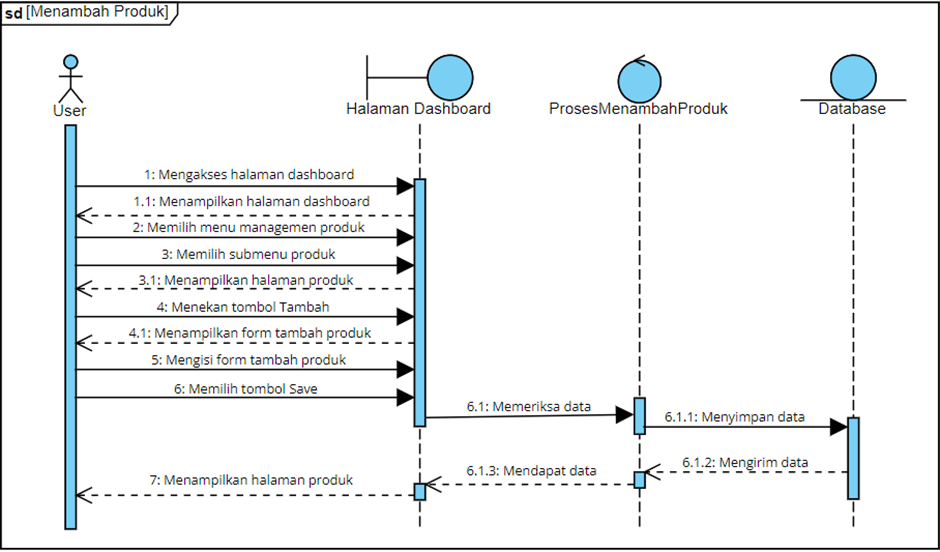 sd [Menambah Produk]
User
Halaman Dashboard
ProsesMenambahProduk
Database
1: Mengakses halaman dashboard
1.1: Menampilkan halaman dashboard
2: Memilih menu managemen produk
3: Memilih submenu produk
3.1: Menampilkan halaman produk
4: Menekan tombol Tambah
4.1: Menampilkan form tambah produk
5: Mengisi form tambah produk
6: Memilih tombol Save
6.1: Memeriksa data
6.1.1: Menyimpan data
6.1.2: Mengirim data
6.1.3: Mendapat data
7: Menampilkan halaman produk